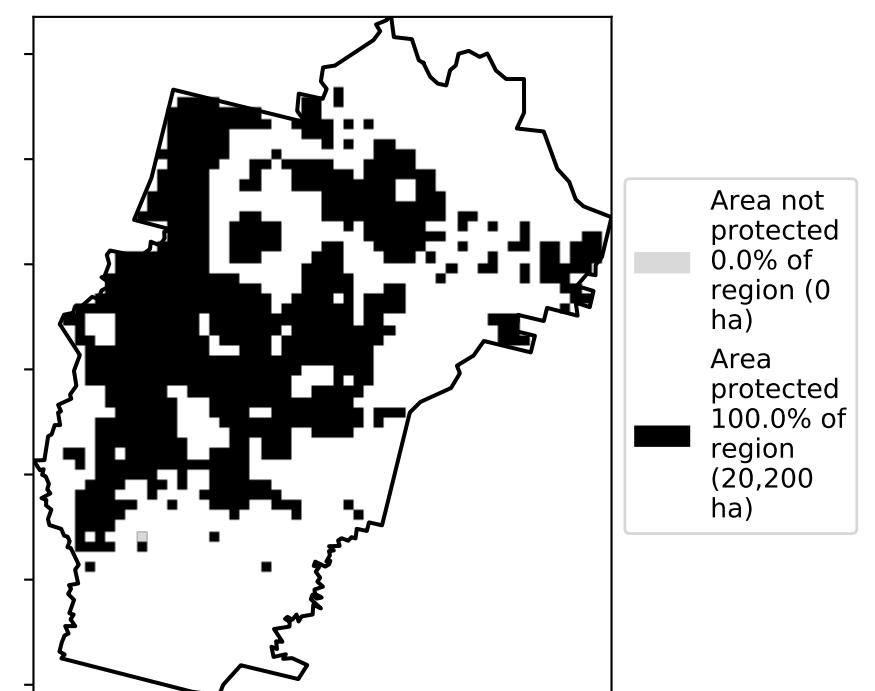 Area not
protected
0.0% of
region (0
ha)
Area
protected
100.0% of
region
(20,200
ha)